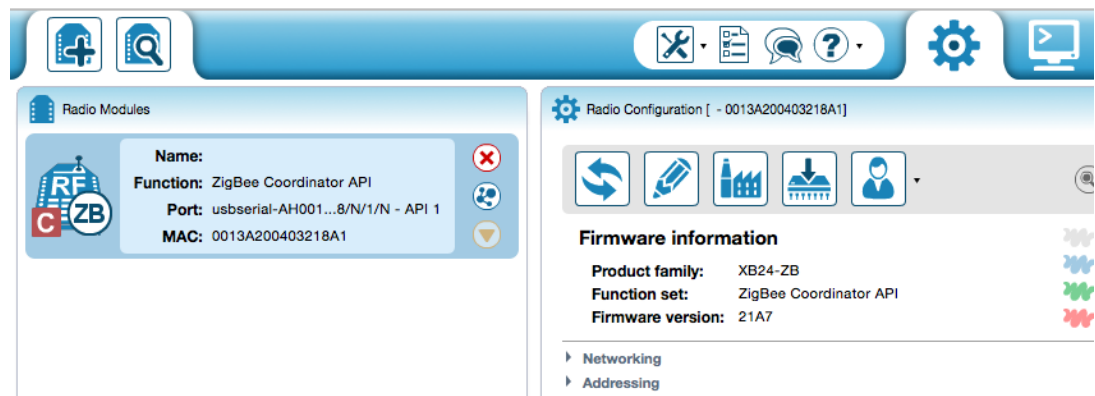 Radio Modules
Name:
Function: ZigBee Coordinator API
Port: usbserial-AH001...8/N/1/N - API 1
MAC: 0013A200403218A1
RF
C
ZB
Radio Configuration [ - 0013A200403218A1]
Firmware information
Product family: XB24-ZB
Function set: ZigBee Coordinator API
Firmware version: 21A7
Networking
Addressing